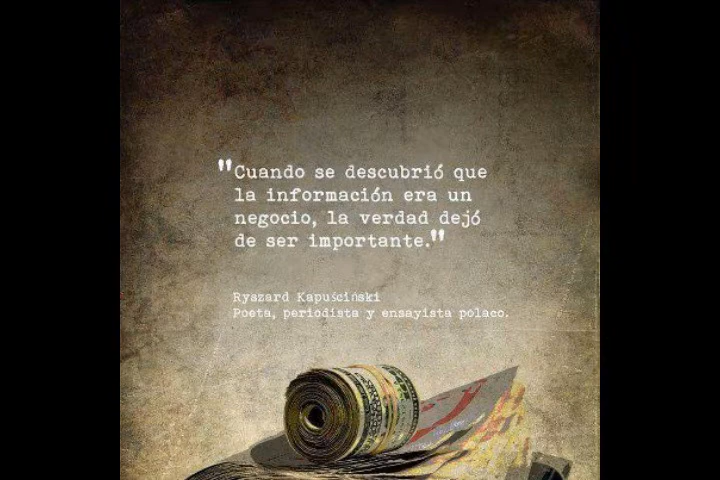 "Cuando se descubrió que
la información era un
negocio, la verdad dejó
de ser importante."
Ryszard Kapuściński
Poeta, periodista y ensayista polaco.